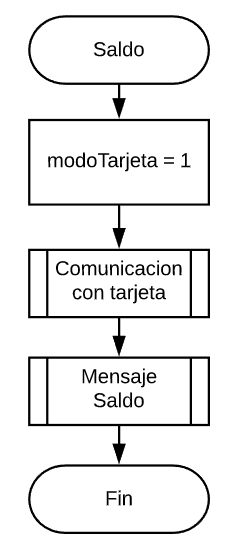 Saldo
modoTarjeta = 1
Comunicacion
con tarjeta
Mensaje
Saldo
Fin